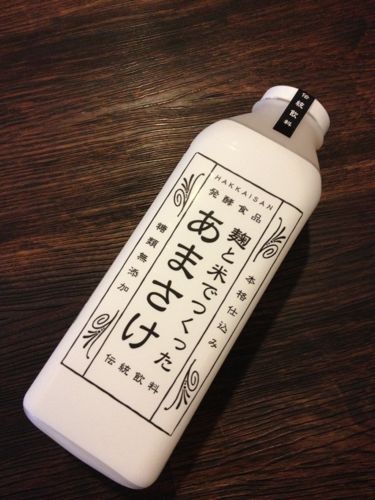 伝統飲料
HAKKAISAN
発酵食品
本格仕込み
麹と米でつくった
あまさけ
糖類無添加
伝統飲料